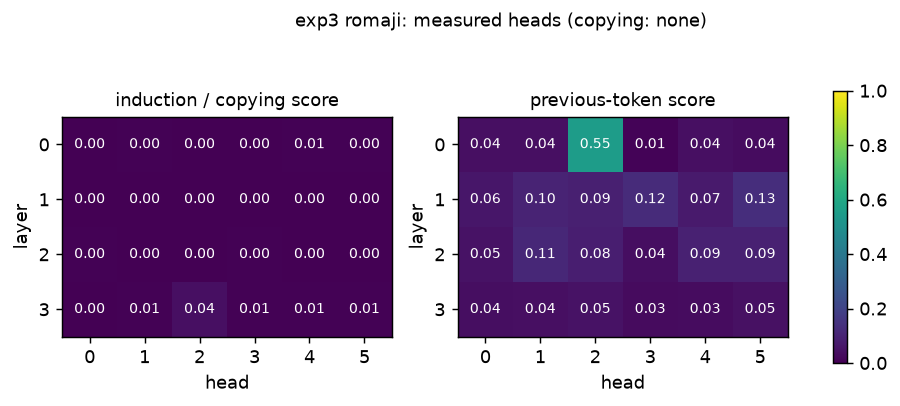 exp3 romaji: measured heads (copying: none)
induction / copying score
previous-token score
layer
0 0.00 0.00 0.00 0.00 0.01 0.00
1 0.00 0.00 0.00 0.00 0.00 0.00
2 0.00 0.00 0.00 0.00 0.00 0.00
3 0.00 0.01 0.04 0.01 0.01 0.01
0 1 2 3 4 5
head
layer
0 0.04 0.04 0.55 0.01 0.04 0.04
1 0.06 0.10 0.09 0.12 0.07 0.13
2 0.05 0.11 0.08 0.04 0.09 0.09
3 0.04 0.04 0.05 0.03 0.03 0.05
0 1 2 3 4 5
head
1.0
0.8
0.6
0.4
0.2
0.0